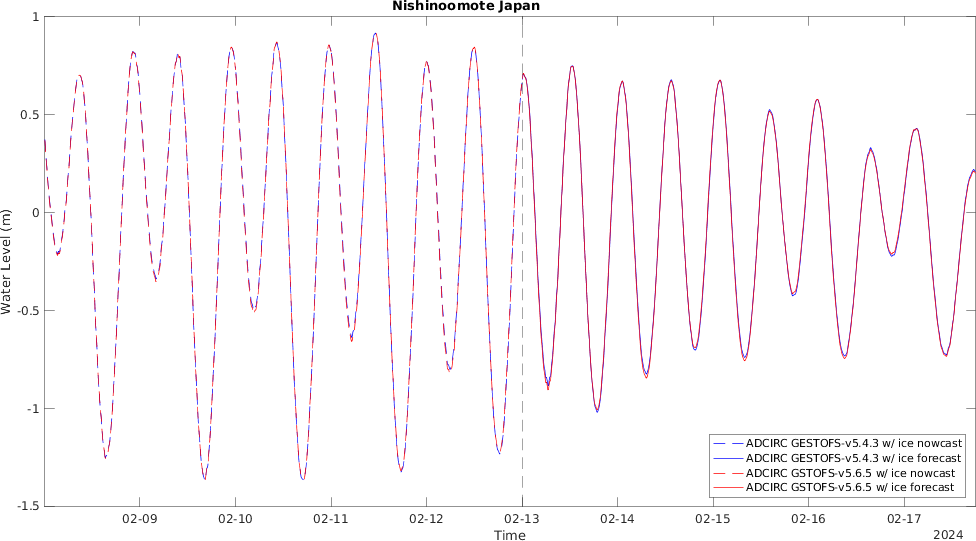 Nishinoomote Japan
1
0.5
0
-0.5
-1
-1.5
Water Level (m)
02-09 02-10 02-11 02-12 02-13 02-14 02-15 02-16 02-17
Time
2024
ADCIRC GESTOFS-v5.4.3 w/ ice nowcast
ADCIRC GESTOFS-v5.4.3 w/ ice forecast
ADCIRC GSTOFS-v5.6.5 w/ ice nowcast
ADCIRC GSTOFS-v5.6.5 w/ ice forecast